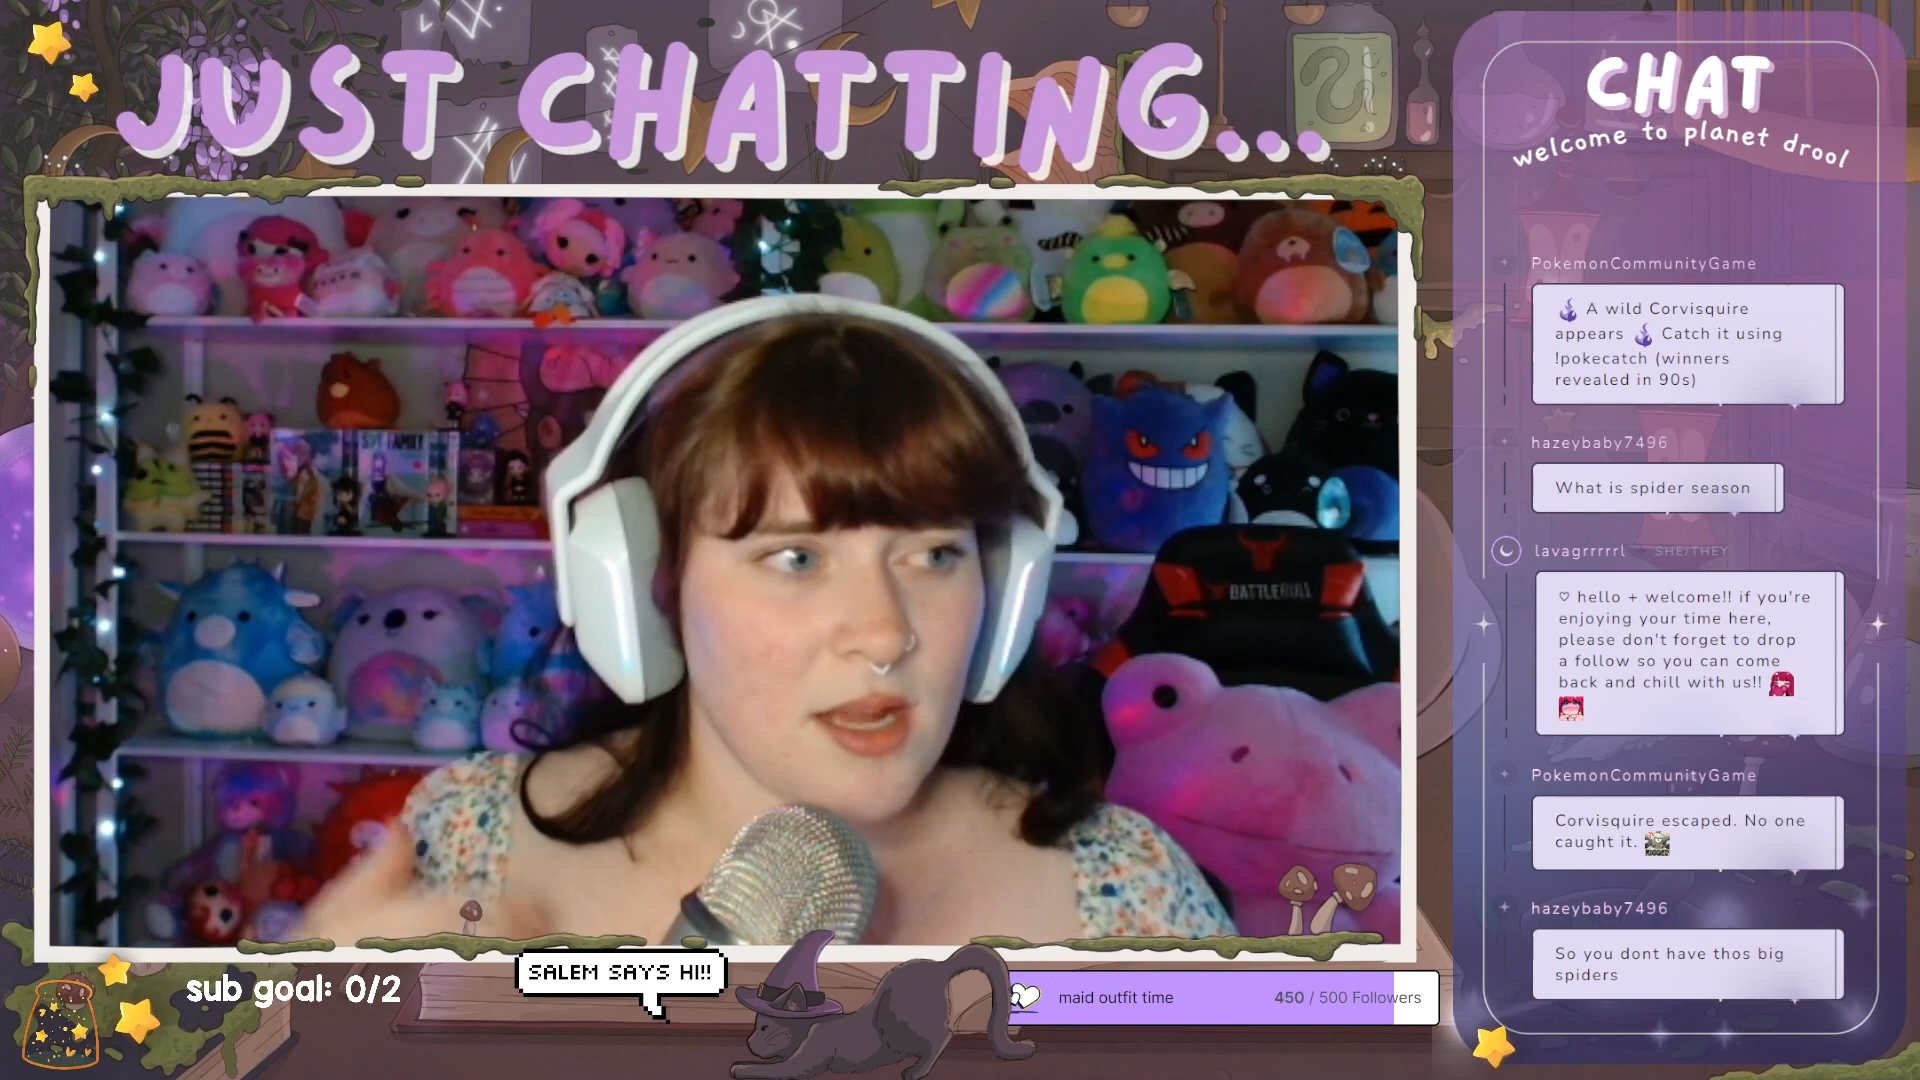 JUST CHATTING...
CHAT
welcome to planet drool
PokemonCommunityGame
A wild Corvisquire
appears Catch it using
!pokecatch (winners
revealed in 90s)
hazeybaby7496
What is spider season
lavagrrrrrl SHE/THEY
♡ hello + welcome!! if you're
enjoying your time here,
please don't forget to drop
a follow so you can come
back and chill with us!!
PokemonCommunityGame
Corvisquire escaped. No one
caught it.
hazeybaby7496
So you dont have thos big
spiders
SPY FAMILY
BATTLEBULL
sub goal: 0/2
SALEM SAYS HI!!
maid outfit time
450 / 500 Followers